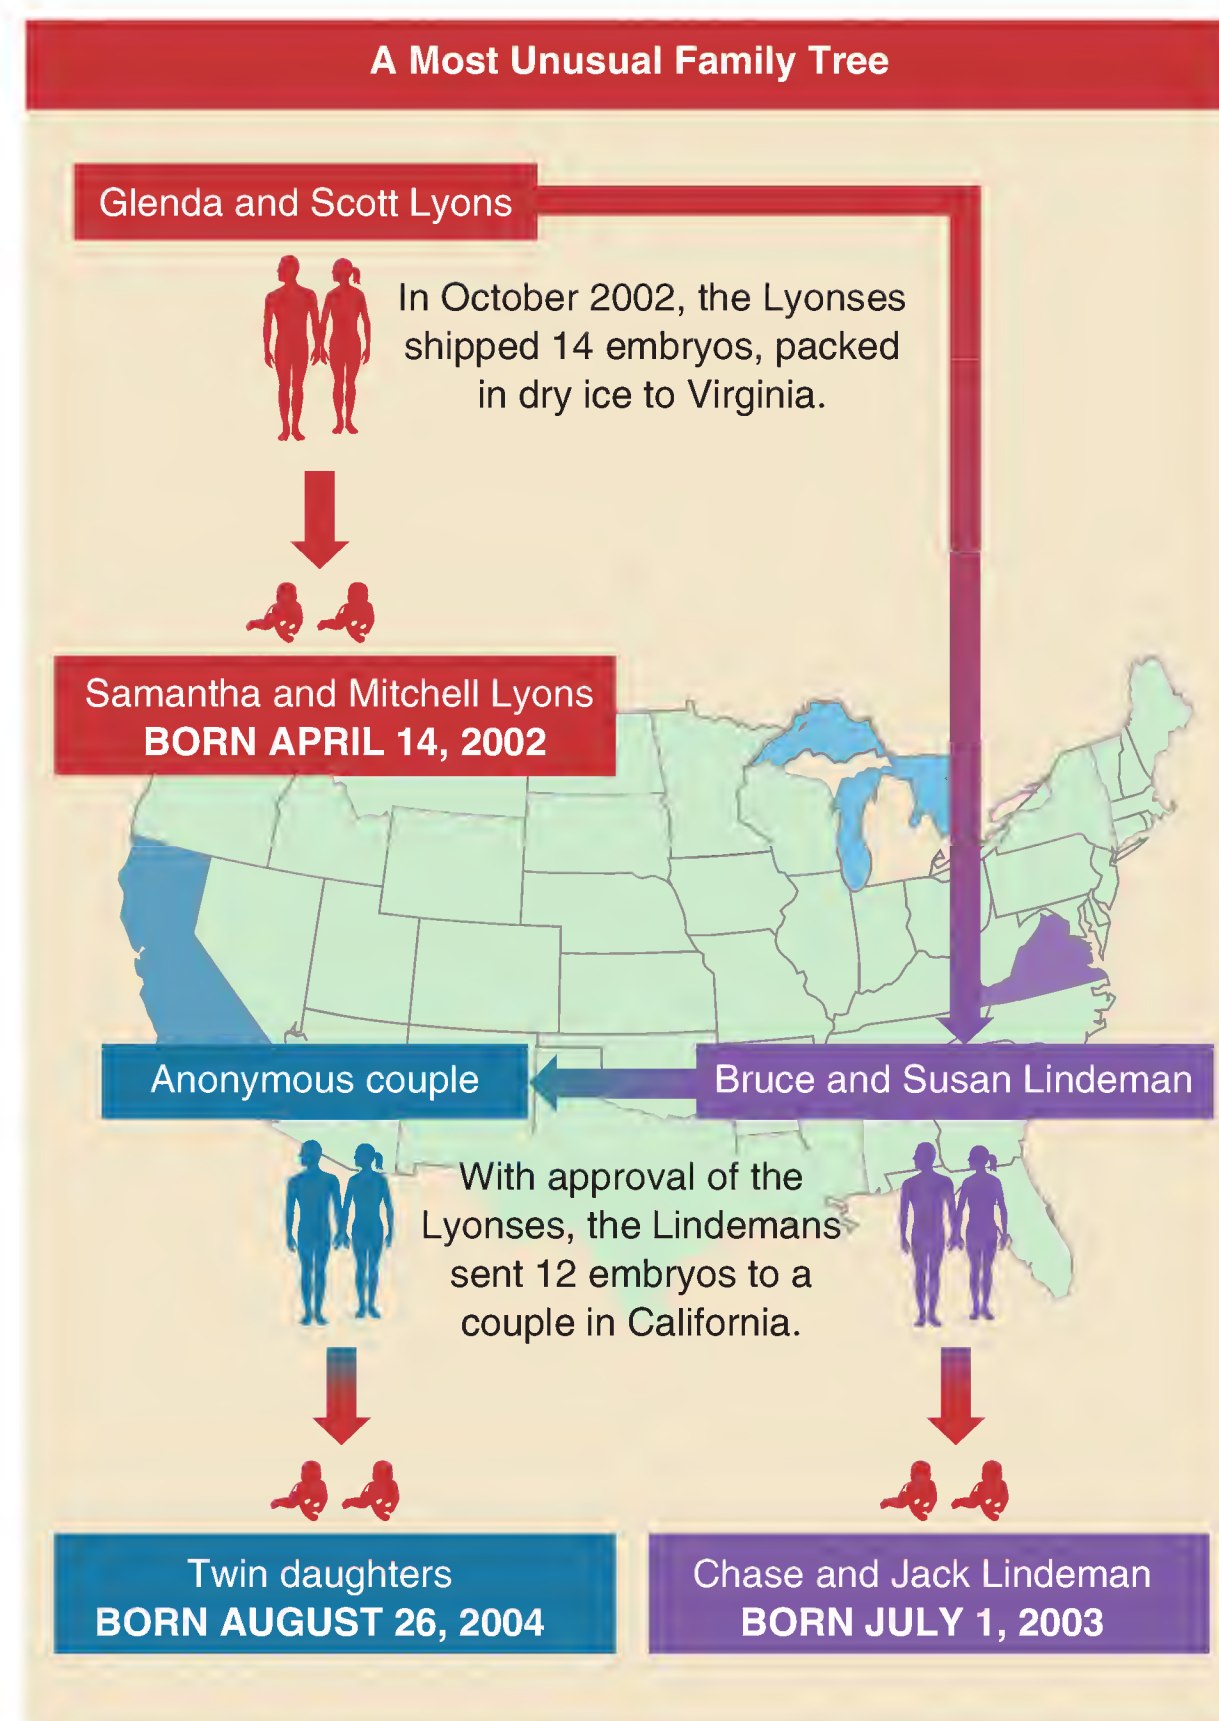 A Most Unusual Family Tree
Glenda and Scott Lyons
In October 2002, the Lyonses
shipped 14 embryos, packed
in dry ice to Virginia.
Samantha and Mitchell Lyons
BORN APRIL 14, 2002
Anonymous couple
Bruce and Susan Lindeman
With approval of the
Lyonses, the Lindemans
sent 12 embryos to a
couple in California.
Twin daughters
BORN AUGUST 26, 2004
Chase and Jack Lindeman
BORN JULY 1, 2003